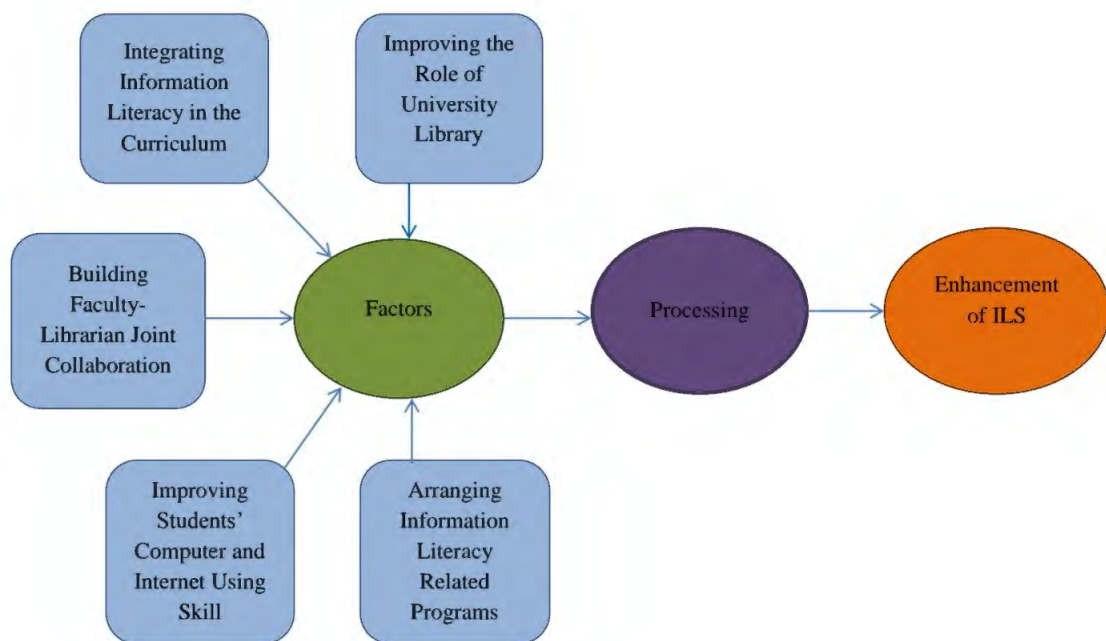 Integrating
Information
Literacy in the
Curriculum
Improving the
Role of
University
Library
Building
Faculty-
Librarian Joint
Collaboration
Factors
Processing
Enhancement
of ILS
Improving
Students’
Computer and
Internet Using
Skill
Arranging
Information
Literacy
Related
Programs